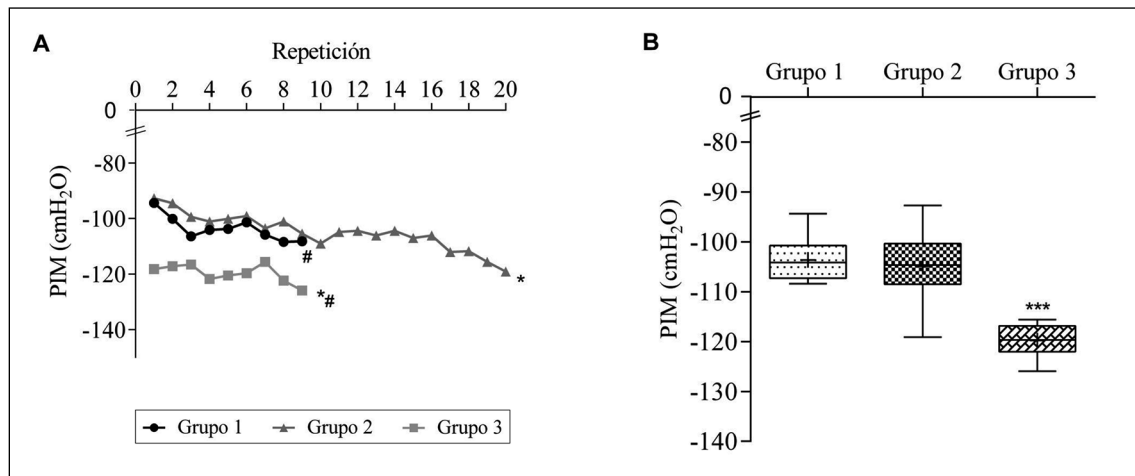 A
Repetición
0 2 4 6 8 10 12 14 16 18 20
0
-80
-100
-120
-140
PIM (cmH₂O)
#
*
*#
Grupo 1 Grupo 2 Grupo 3
B
Grupo 1 Grupo 2 Grupo 3
0
-80
-90
-100
-110
-120
-130
-140
PIM (cmH₂O)
***